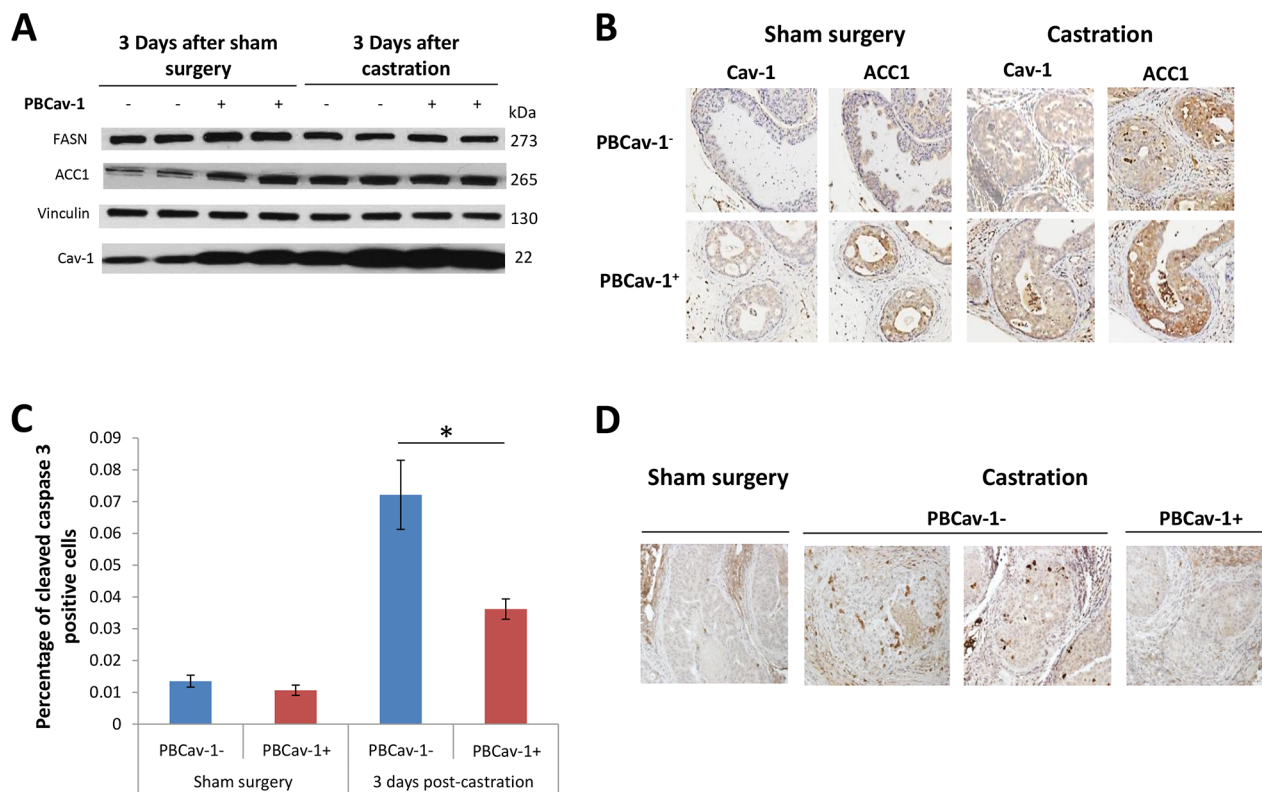 A
3 Days after sham surgery
3 Days after castration
PBCav-1 - - + + - - + +
kDa
FASN 273
ACC1 265
Vinculin 130
Cav-1 22
B
Sham surgery Castration
Cav-1 ACC1 Cav-1 ACC1
PBCav-1-
PBCav-1+
C
Percentage of cleaved caspase 3 positive cells
0.09
0.08
0.07
0.06
0.05
0.04
0.03
0.02
0.01
0
*
PBCav-1- PBCav-1+ PBCav-1- PBCav-1+
Sham surgery 3 days post-castration
D
Sham surgery Castration
PBCav-1- PBCav-1+